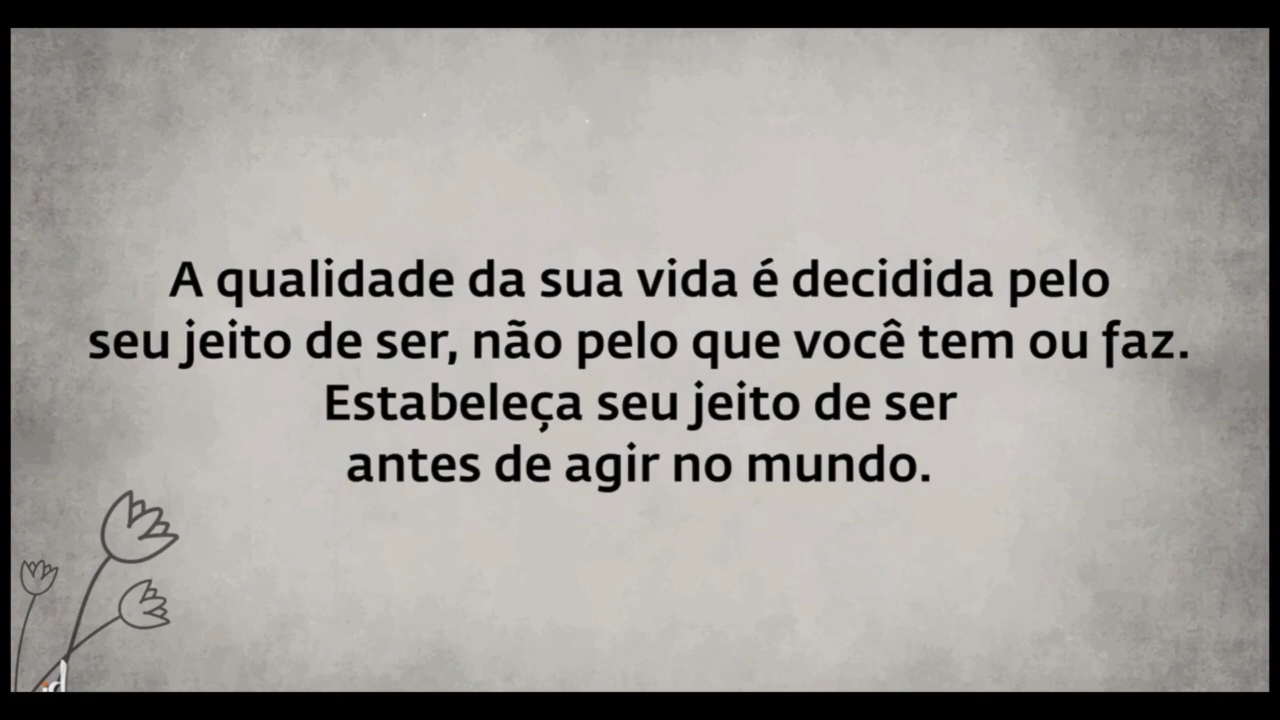 A qualidade da sua vida é decidida pelo
seu jeito de ser, não pelo que você tem ou faz.
Estabeleça seu jeito de ser
antes de agir no mundo.